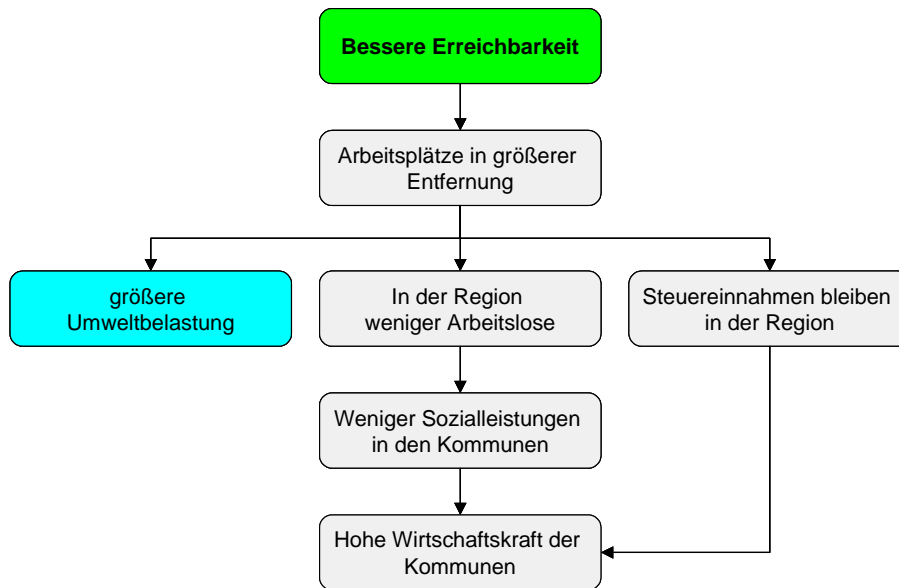 Bessere Erreichbarkeit
Arbeitsplätze in größerer
Entfernung
größere
Umweltbelastung
In der Region
weniger Arbeitslose
Steuereinnahmen bleiben
in der Region
Weniger Sozialleistungen
in den Kommunen
Hohe Wirtschaftskraft der
Kommunen